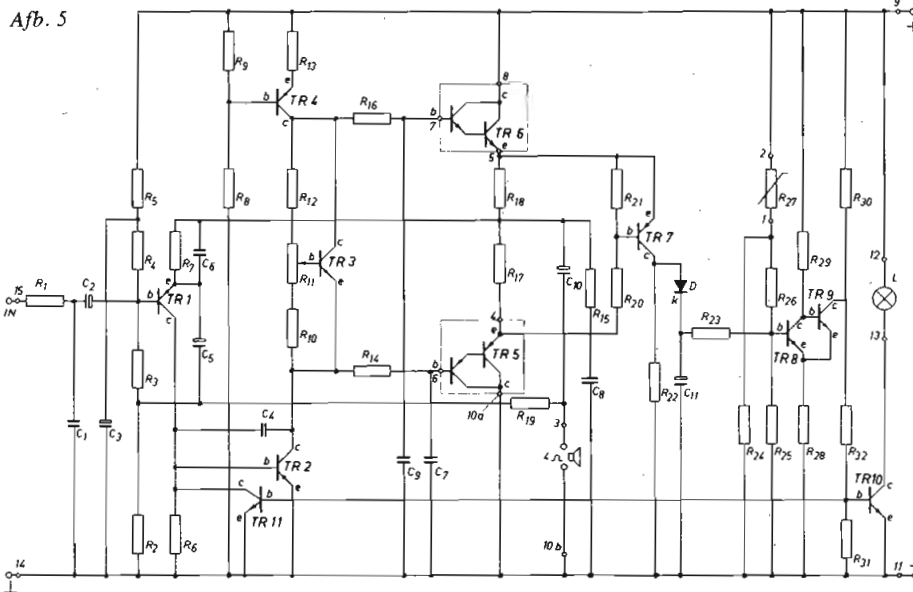 Afb. 5
9
+
R9
R13
e
b TR 4
c
R16
8
c
b
7
TR 6
e
5
2
R27
1
R30
R5
R8
R12
R18
R21
e
b TR 7
c
R4
R7
C6
e
b TR 1
c
R11
b
c
TR 3
e
R17
C10
R15
R20
D
k
R29
R26
TR 9
b c
e
12
L
13
R1
15
IN
C2
C5
R10
4
R23
b c
e
TR 8
R3
R14
b
6
e
TR 5
c
10a
R19
C8
R22
C11
C1
C3
C4
c
b TR 2
e
3
4 Ω
R24
R25
R28
R32
c
b
e
TR 11
C9
C7
TR10
b c
e
R2
R6
10 b
R31
14
11
-